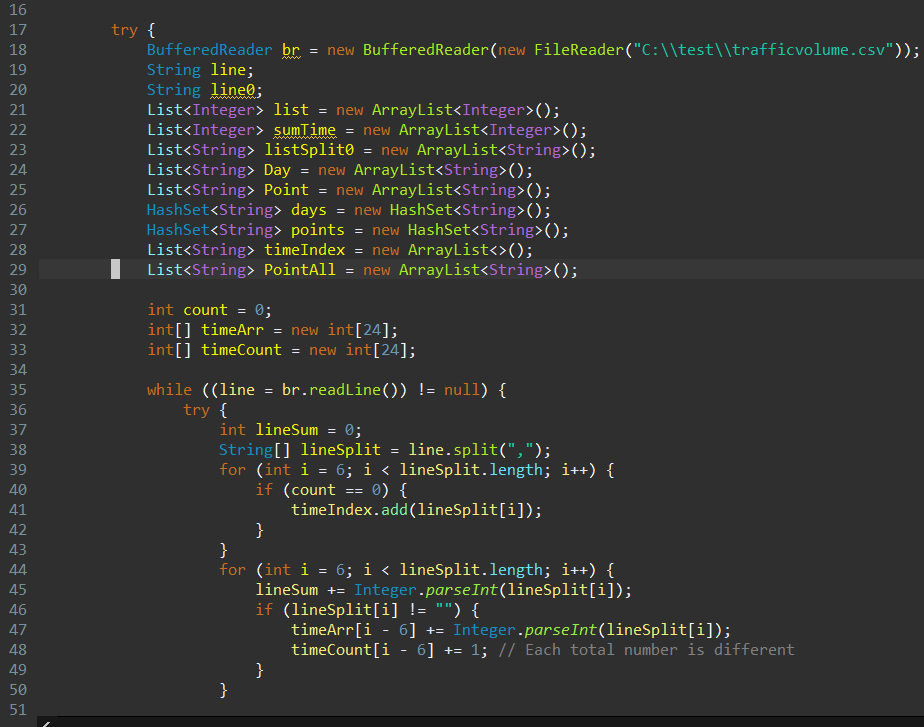 16
17 try {
18 BufferedReader br = new BufferedReader(new FileReader("C:\\test\\trafficvolume.csv"));
19 String line;
20 String line0;
21 List<Integer> list = new ArrayList<Integer>();
22 List<Integer> sumTime = new ArrayList<Integer>();
23 List<String> listSplit0 = new ArrayList<String>();
24 List<String> Day = new ArrayList<String>();
25 List<String> Point = new ArrayList<String>();
26 HashSet<String> days = new HashSet<String>();
27 HashSet<String> points = new HashSet<String>();
28 List<String> timeIndex = new ArrayList<>();
29 List<String> PointAll = new ArrayList<String>();
30
31 int count = 0;
32 int[] timeArr = new int[24];
33 int[] timeCount = new int[24];
34
35 while ((line = br.readLine()) != null) {
36 try {
37 int lineSum = 0;
38 String[] lineSplit = line.split(",");
39 for (int i = 6; i < lineSplit.length; i++) {
40 if (count == 0) {
41 timeIndex.add(lineSplit[i]);
42 }
43 }
44 for (int i = 6; i < lineSplit.length; i++) {
45 lineSum += Integer.parseInt(lineSplit[i]);
46 if (lineSplit[i] != "") {
47 timeArr[i - 6] += Integer.parseInt(lineSplit[i]);
48 timeCount[i - 6] += 1; // Each total number is different
49 }
50 }
51